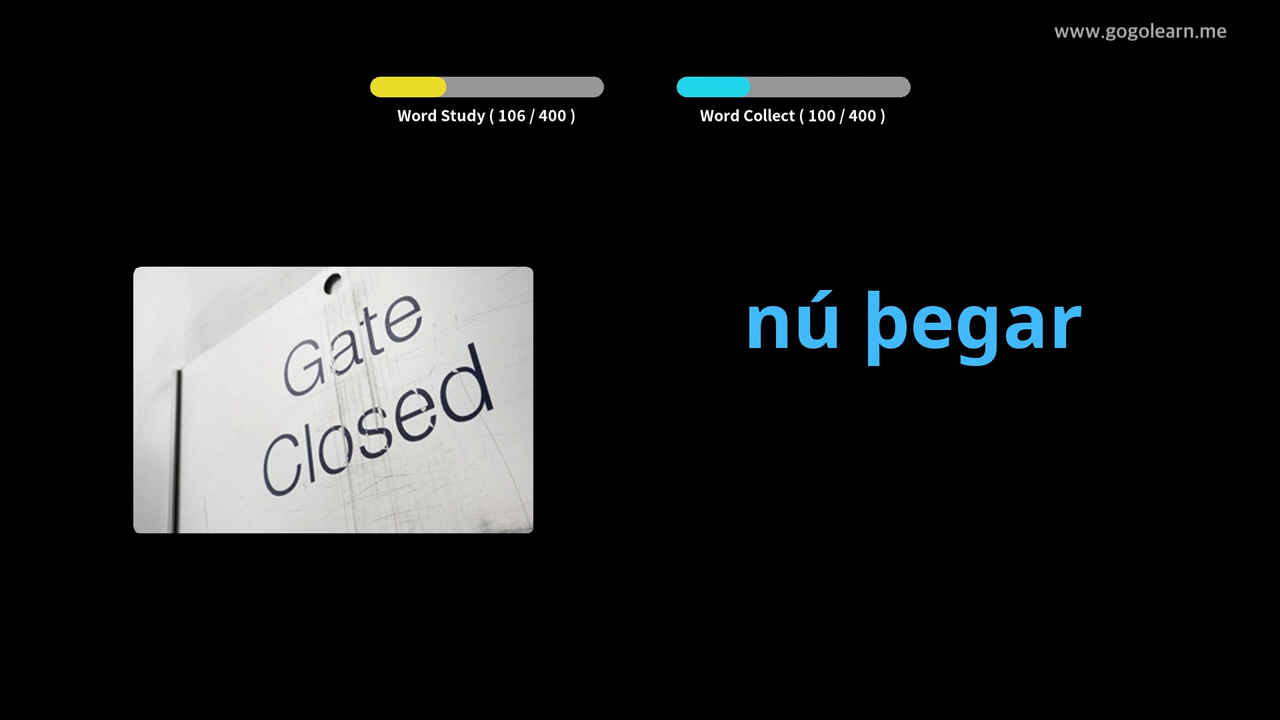 www.gogolearn.me
Word Study ( 106 / 400 )
Word Collect ( 100 / 400 )
Gate
Closed
nú þegar